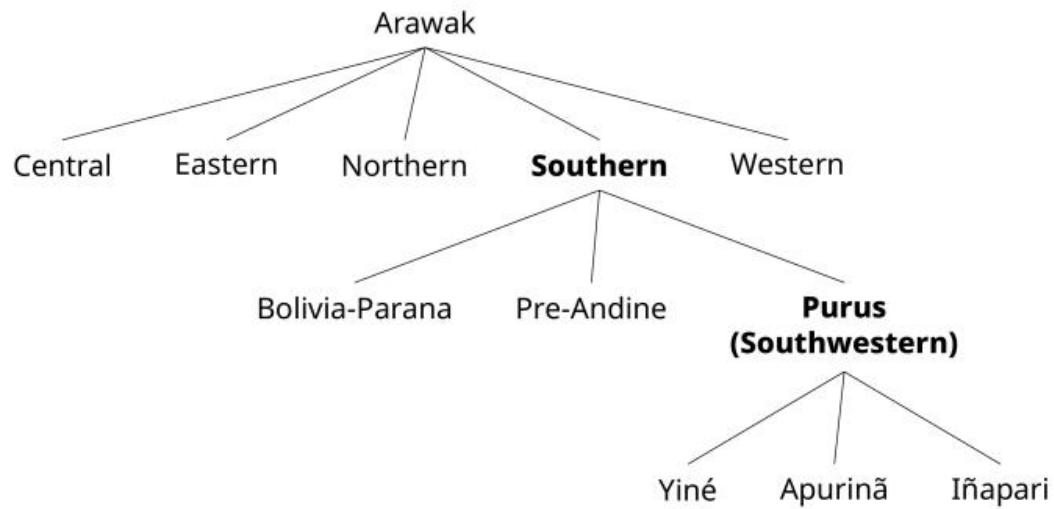 Arawak
Central Eastern Northern Southern Western
Bolivia-Parana Pre-Andine Purus
(Southwestern)
Yiné Apurinã Iñapari